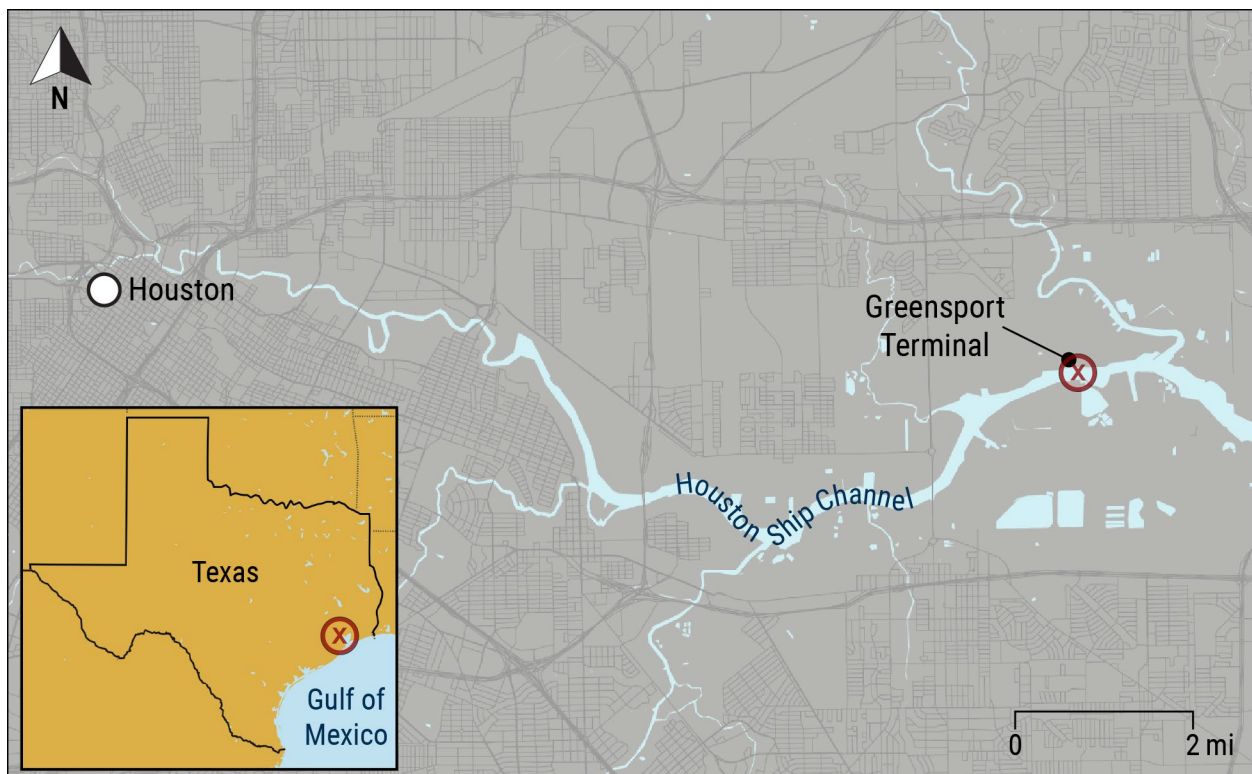 N
Houston
Greensport
Terminal
X
Houston Ship Channel
Texas
X
Gulf of
Mexico
0 2 mi